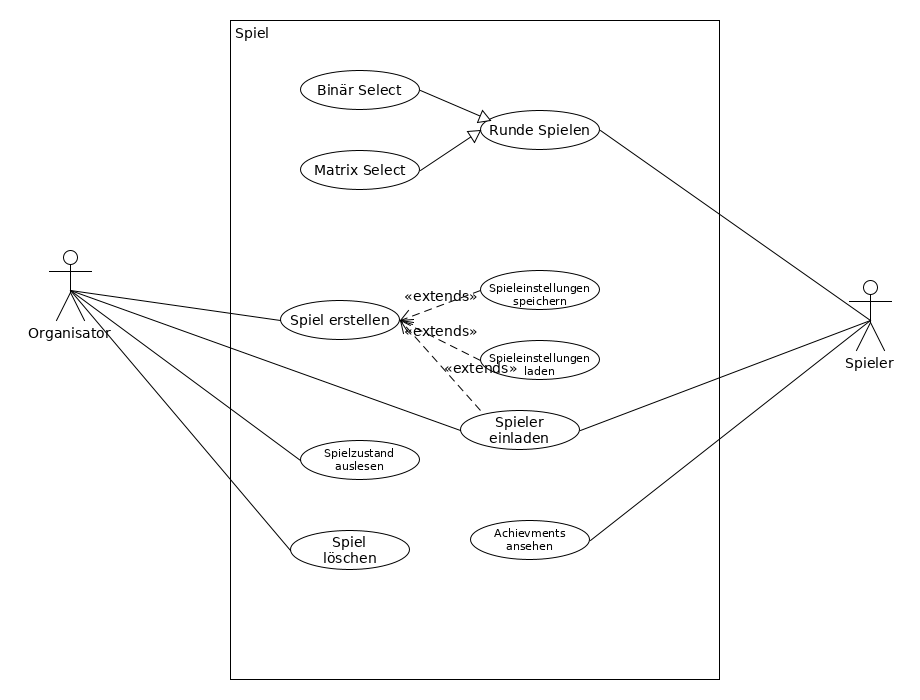 Spiel
Binär Select
Runde Spielen
Matrix Select
Organisator
Spieler
Spiel erstellen
«extends»
«extends»
«extends»
Spieleinstellungen
speichern
Spieleinstellungen
laden
Spieler
einladen
Spielzustand
auslesen
Spiel
löschen
Achievments
ansehen